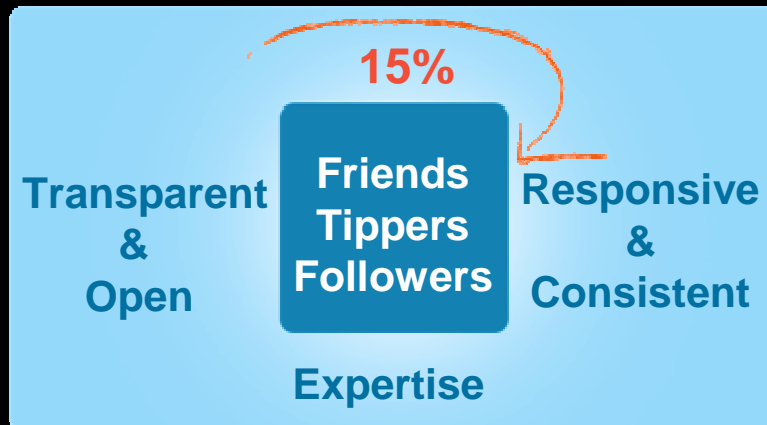 15%
Transparent
&
Open
Friends
Tippers
Followers
Responsive
&
Consistent
Expertise